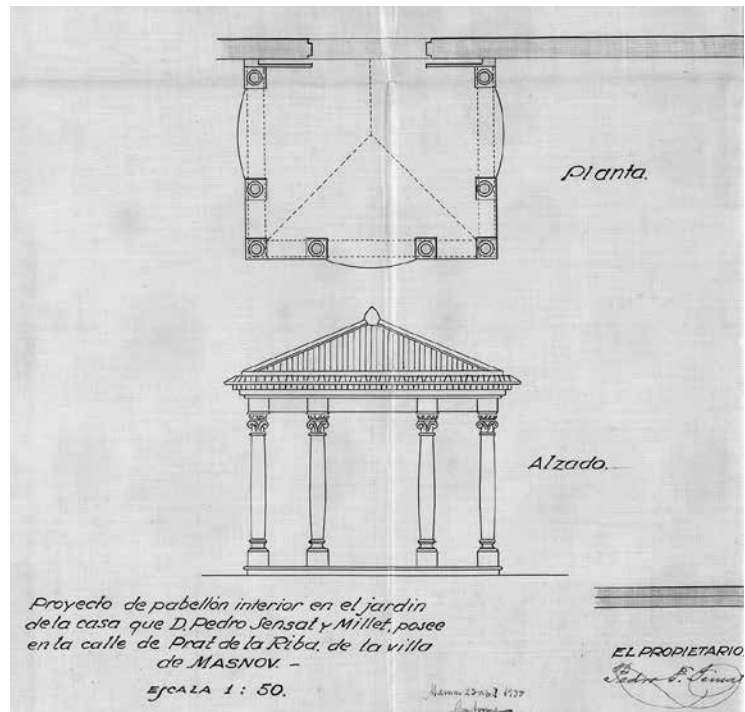 Planta.
Alzado.
Proyecto de pabellón interior en el jardin
de la casa que D. Pedro Sensat y Millet, posee
en la calle de Prat de la Riba, de la villa
de MASNOV. -
ESCALA 1 : 50.
EL PROPIETARIO
Pedro